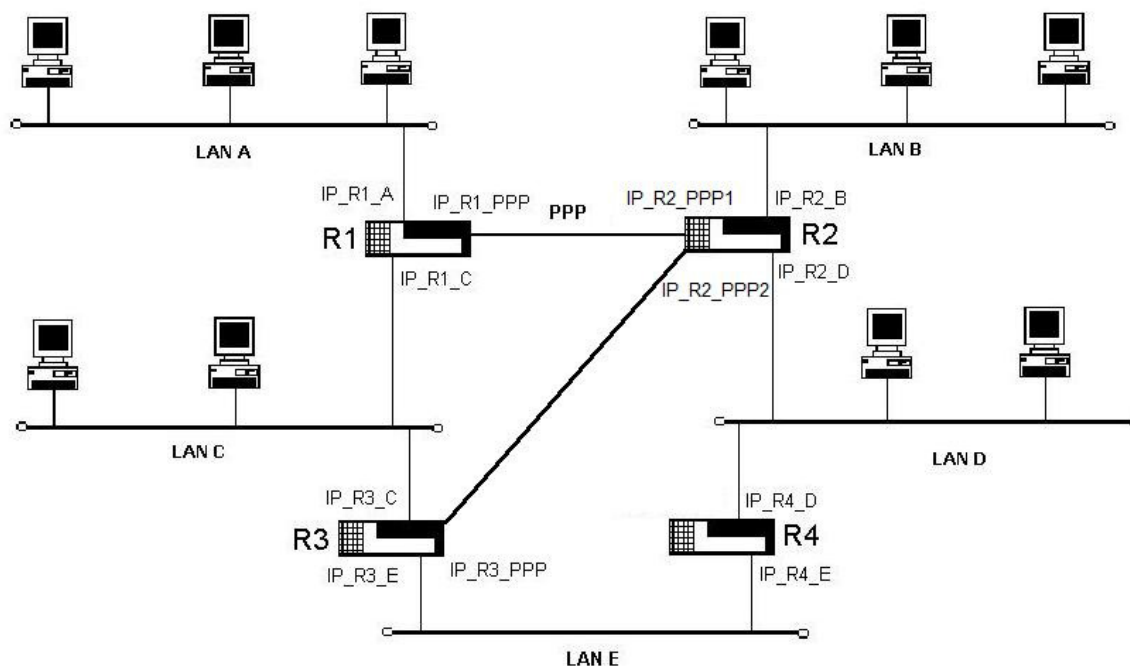 LAN A
LAN B
IP_R1_A
IP_R1_PPP
PPP
IP_R2_PPP1
IP_R2_B
R1
R2
IP_R1_C
IP_R2_PPP2
IP_R2_D
LAN C
LAN D
IP_R3_C
IP_R4_D
R3
R4
IP_R3_E
IP_R3_PPP
IP_R4_E
LAN E